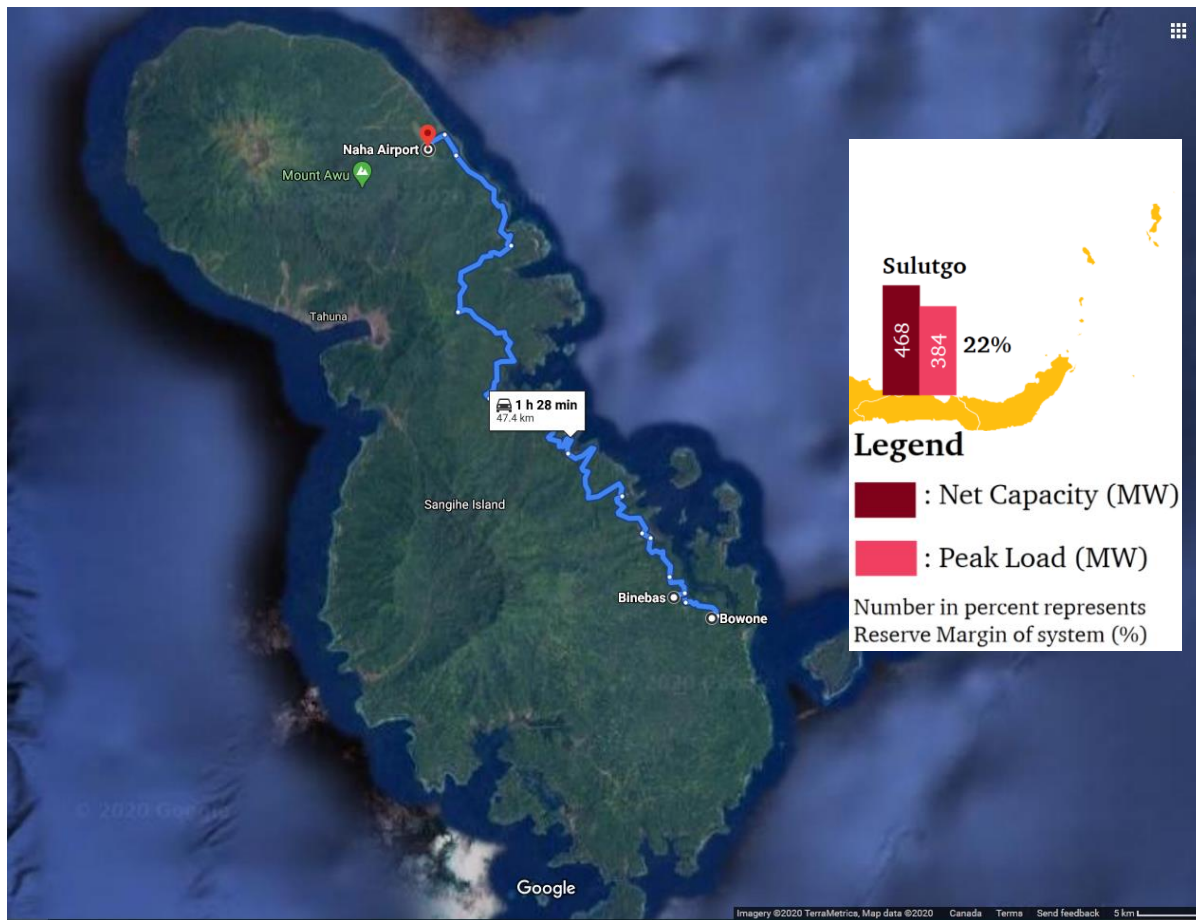 Naha Airport
Mount Awu
Tahuna
1 h 28 min
47.4 km
Sangihe Island
Binebas
Bowone
Sulutgo
468
384
22%
Legend
: Net Capacity (MW)
: Peak Load (MW)
Number in percent represents
Reserve Margin of system (%)
© 2020 Google
Google
Imagery ©2020 TerraMetrics, Map data ©2020 Canada Terms Send feedback 5 km